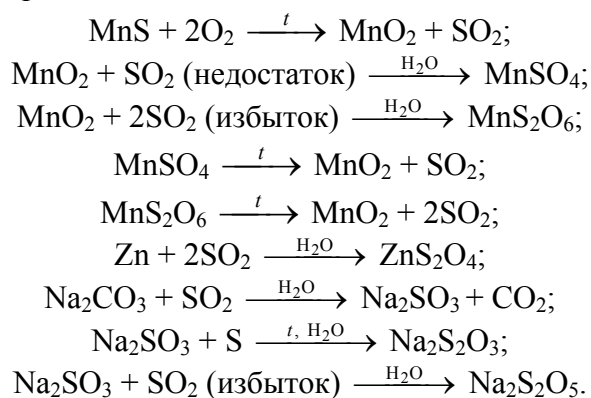 MnS + 2O₂ —t→ MnO₂ + SO₂;
MnO₂ + SO₂ (недостаток) —H₂O→ MnSO₄;
MnO₂ + 2SO₂ (избыток) —H₂O→ MnS₂O₆;
MnSO₄ —t→ MnO₂ + SO₂;
MnS₂O₆ —t→ MnO₂ + 2SO₂;
Zn + 2SO₂ —H₂O→ ZnS₂O₄;
Na₂CO₃ + SO₂ —H₂O→ Na₂SO₃ + CO₂;
Na₂SO₃ + S —t, H₂O→ Na₂S₂O₃;
Na₂SO₃ + SO₂ (избыток) —H₂O→ Na₂S₂O₅.